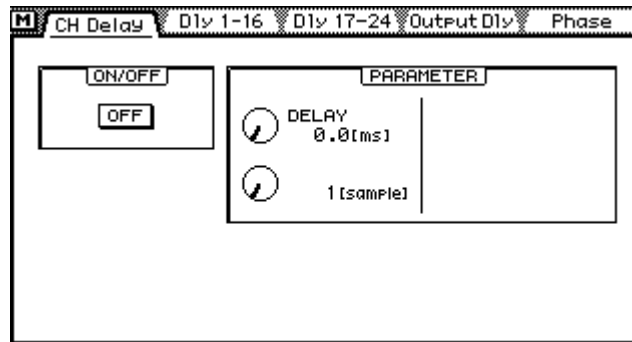 M CH Delay Dly 1-16 Dly 17-24 Output Dly Phase
ON/OFF
OFF
PARAMETER
DELAY
0.0[ms]
1[sample]